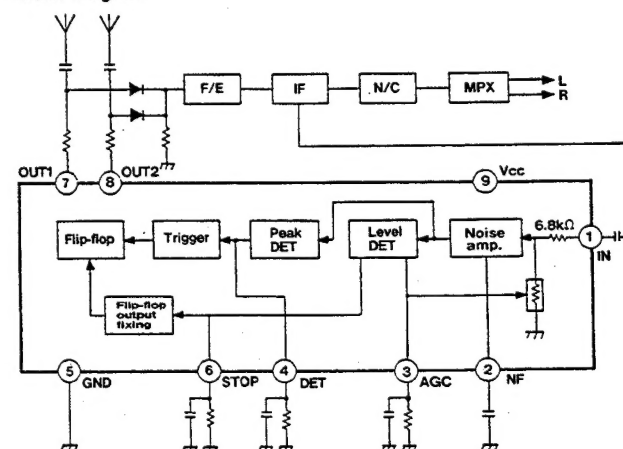 F/E
IF
N/C
MPX
L
R
OUT1
7
8
OUT2
9
Vcc
Flip-flop
Trigger
Peak
DET
Level
DET
Noise
amp.
6.8kΩ
1
IN
Flip-flop
output
fixing
5
GND
6
STOP
4
DET
3
AGC
2
NF